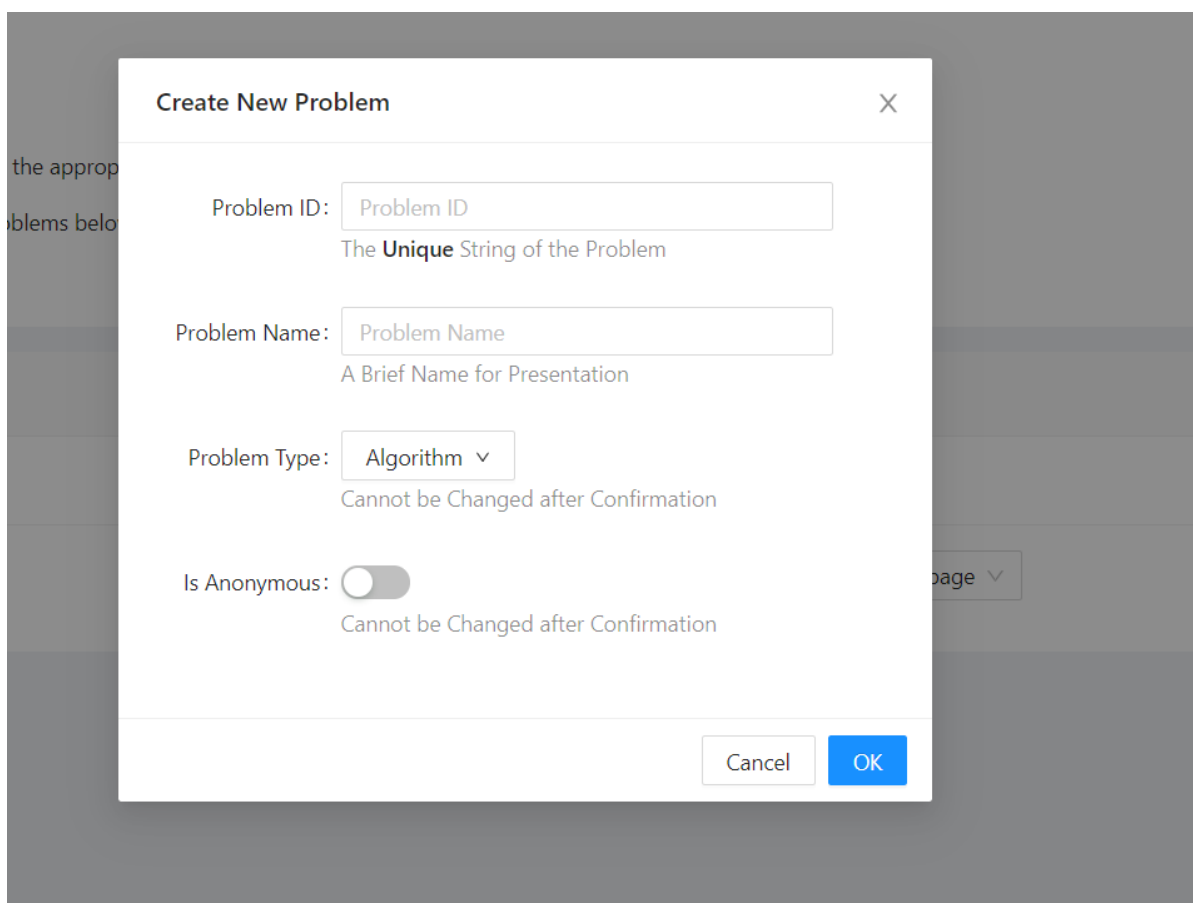 Create New Problem
the approp
Problem ID:
Problem ID
oblems belo
The Unique String of the Problem
Problem Name:
Problem Name
A Brief Name for Presentation
Problem Type:
Algorithm
Cannot be Changed after Confirmation
Is Anonymous:
page
Cannot be Changed after Confirmation
Cancel
OK